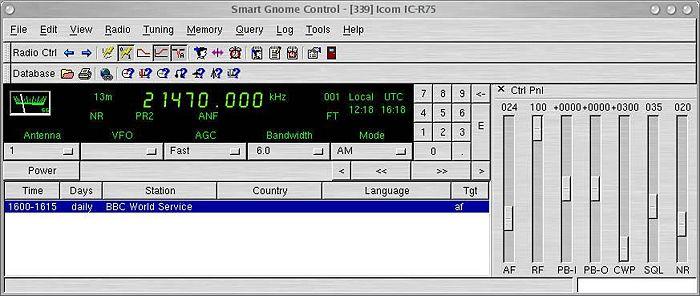 Smart Gnome Control - [339] Icom IC-R75
File Edit View Radio Tuning Memory Query Log Tools Help
Radio Ctrl
Database
13m 21470.000 kHz 001 Local UTC
12:18 16:18
NR PR2 ANF FT
Antenna VFO AGC Bandwidth Mode
1 Fast 6.0 AM
Power < << >> >
7 8 9 <-
4 5 6
1 2 3 E
0 .
Time Days Station Country Language Tgt
1600-1615 daily BBC World Service af
Ctrl Pnl
024 100 +0000 +0000 +0300 035 020
AF RF PB-I PB-O CWP SQL NR